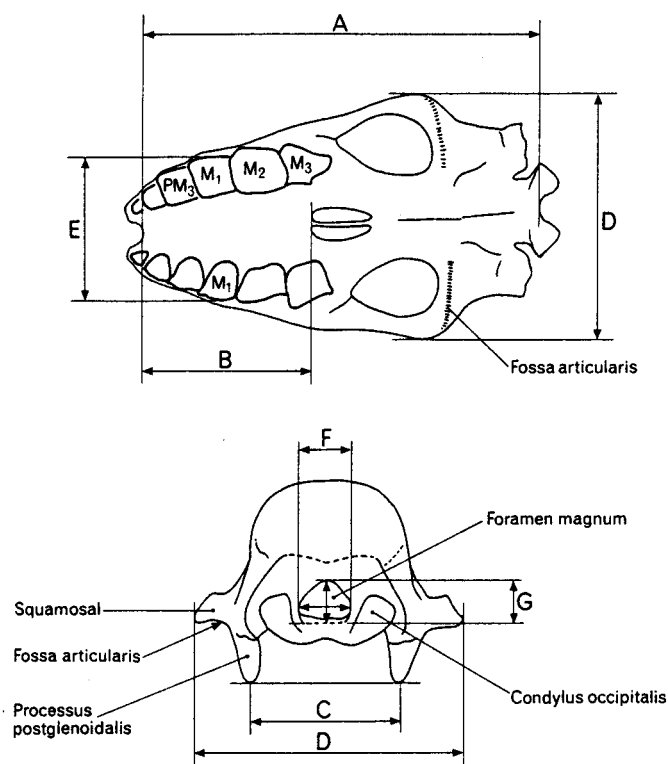 A
PM₃ M₁ M₂ M₃
E
D
M₁
B
Fossa articularis
F
Foramen magnum
G
Squamosal
Fossa articularis
Condylus occipitalis
Processus
postglenoidalis
C
D